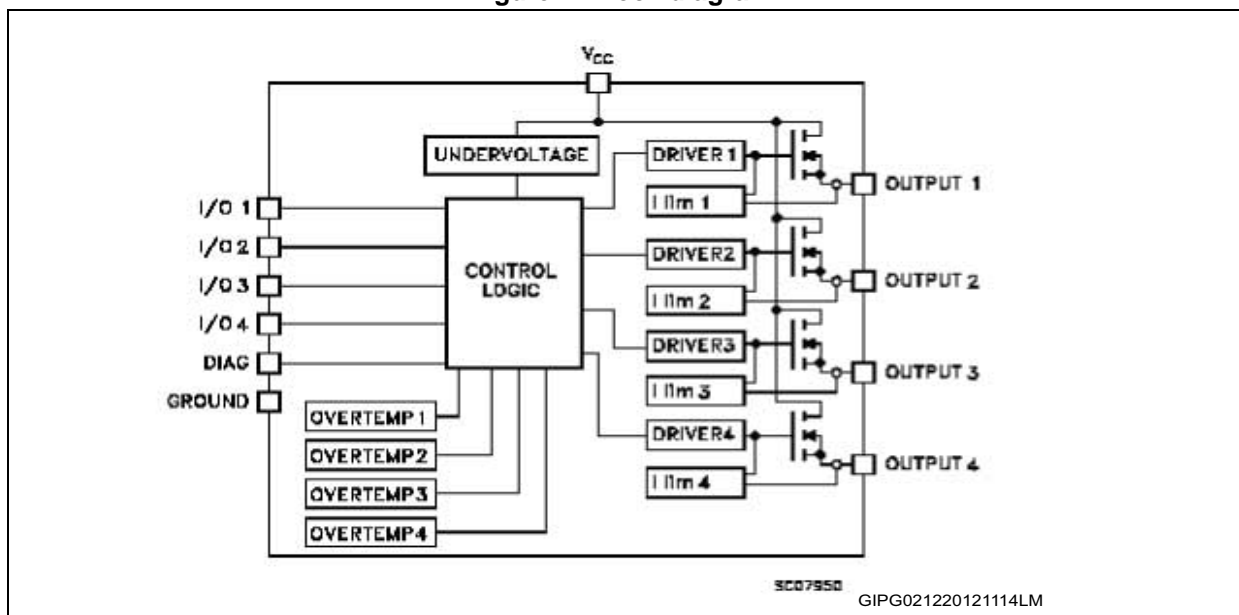 VCC
UNDERVOLTAGE
DRIVER 1
OUTPUT 1
I/O 1
I lim 1
I/O 2
DRIVER2
CONTROL
LOGIC
OUTPUT 2
I/O 3
I lim 2
I/O 4
DRIVER3
DIAG
OUTPUT 3
GROUND
I lim 3
OVERTEMP 1
DRIVER4
OVERTEMP2
OUTPUT 4
I lim 4
OVERTEMP3
OVERTEMP4
SC07950
GIPG021220121114LM